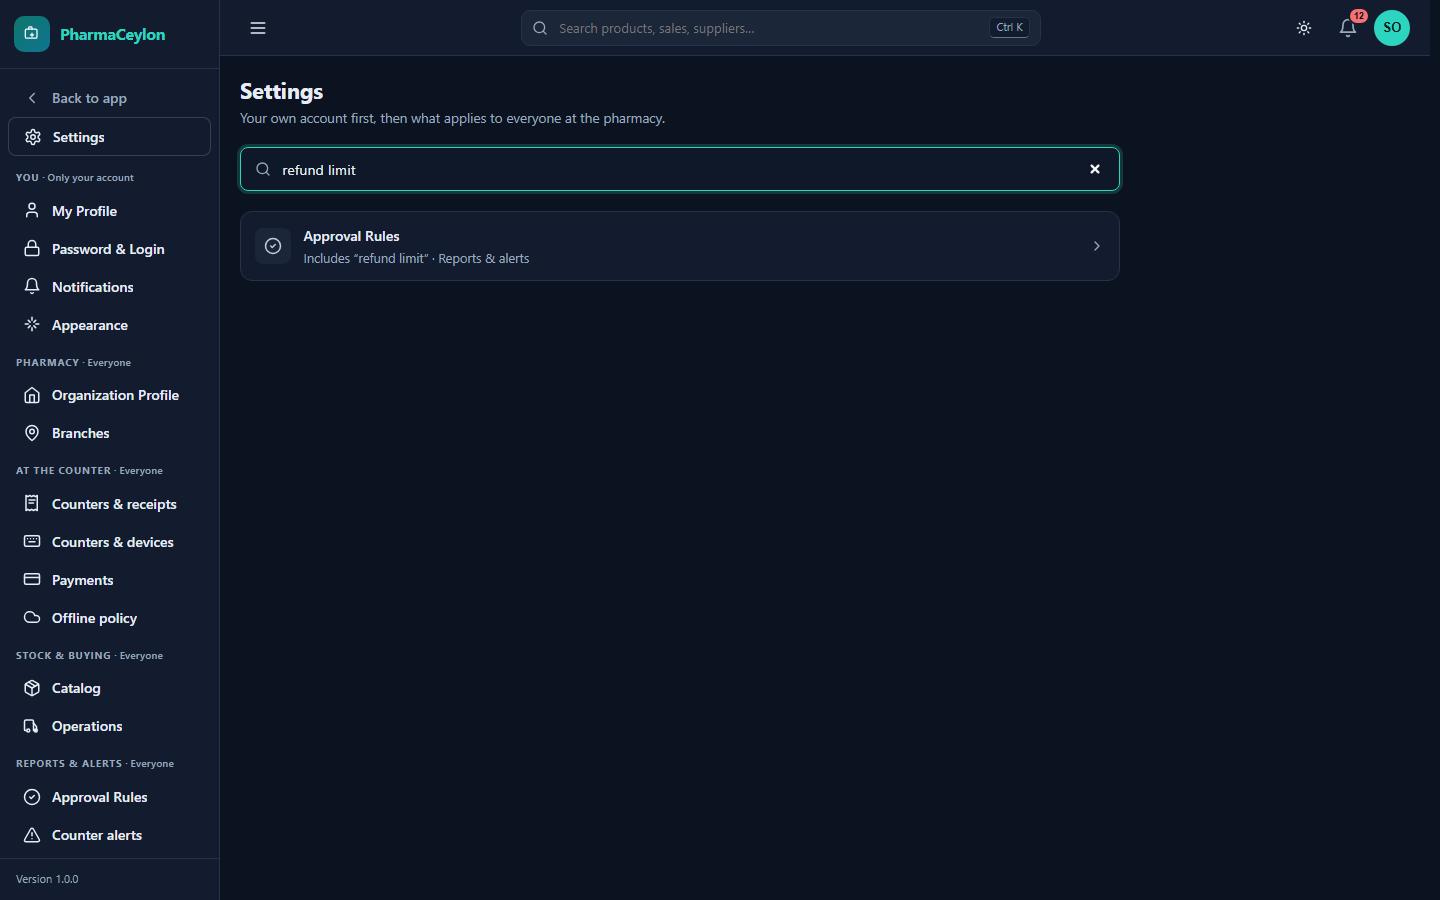 PharmaCeylon
Search products, sales, suppliers...
Ctrl K
12
SO
Back to app
Settings
YOU · Only your account
My Profile
Password & Login
Notifications
Appearance
PHARMACY · Everyone
Organization Profile
Branches
AT THE COUNTER · Everyone
Counters & receipts
Counters & devices
Payments
Offline policy
STOCK & BUYING · Everyone
Catalog
Operations
REPORTS & ALERTS · Everyone
Approval Rules
Counter alerts
Version 1.0.0
Settings
Your own account first, then what applies to everyone at the pharmacy.
refund limit
Approval Rules
Includes “refund limit” · Reports & alerts